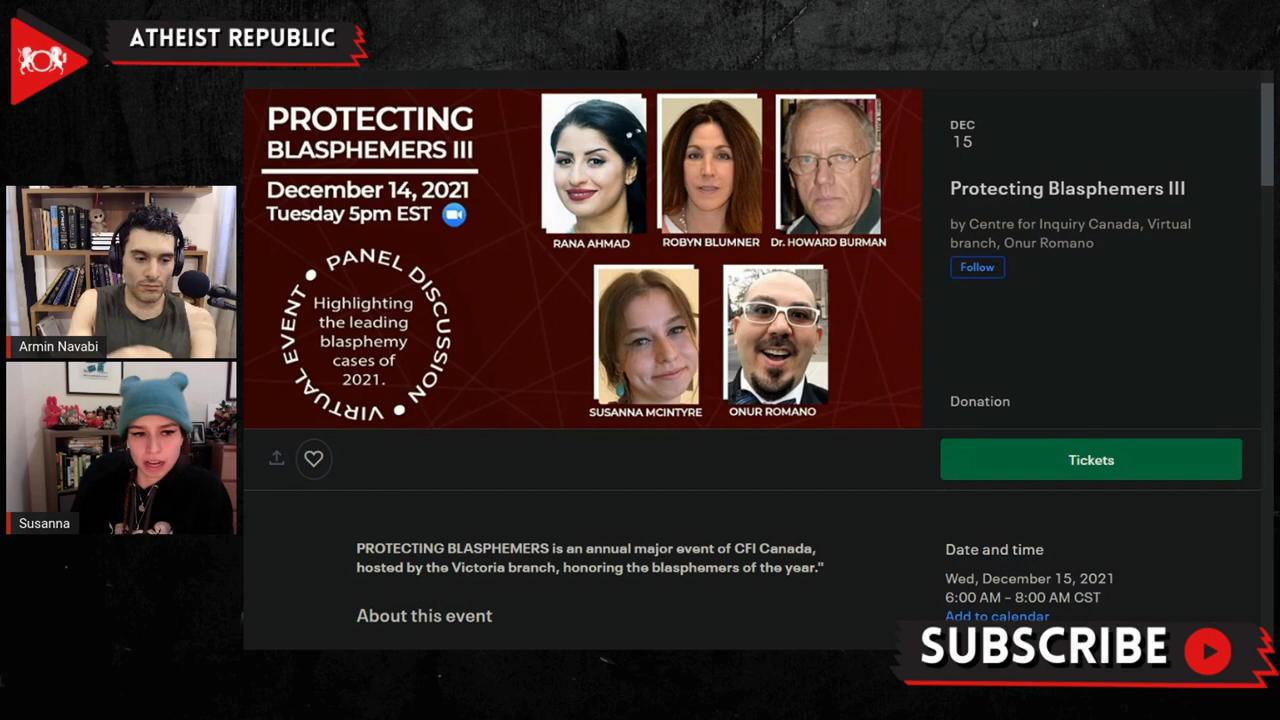 ATHEIST REPUBLIC
Armin Navabi
Susanna
PROTECTING
BLASPHEMERS III
December 14, 2021
Tuesday 5pm EST
VIRTUAL EVENT • PANEL DISCUSSION •
Highlighting
the leading
blasphemy
cases of
2021.
RANA AHMAD
ROBYN BLUMNER
Dr. HOWARD BURMAN
SUSANNA MCINTYRE
ONUR ROMANO
DEC
15
Protecting Blasphemers III
by Centre for Inquiry Canada, Virtual
branch, Onur Romano
Follow
Donation
Tickets
PROTECTING BLASPHEMERS is an annual major event of CFI Canada,
hosted by the Victoria branch, honoring the blasphemers of the year."
About this event
Date and time
Wed, December 15, 2021
6:00 AM – 8:00 AM CST
Add to calendar
SUBSCRIBE